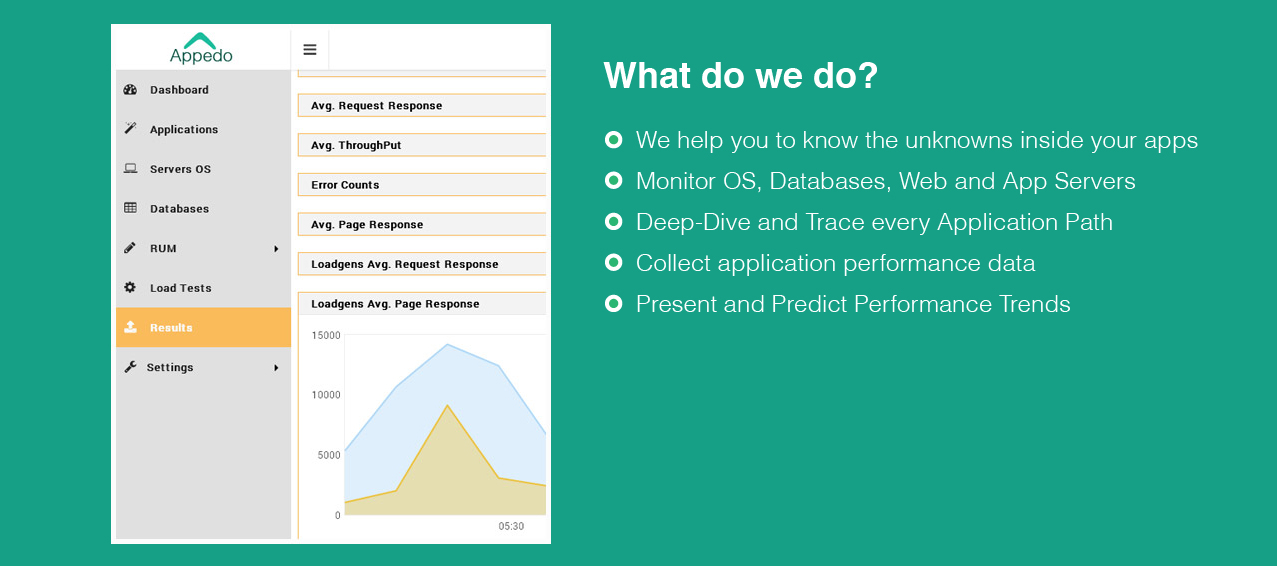 Appedo
Dashboard
Applications
Servers OS
Databases
RUM
Load Tests
Results
Settings
Avg. Request Response
Avg. ThroughPut
Error Counts
Avg. Page Response
Loadgens Avg. Request Response
Loadgens Avg. Page Response
15000
10000
5000
0
05:30
What do we do?
We help you to know the unknowns inside your apps
Monitor OS, Databases, Web and App Servers
Deep-Dive and Trace every Application Path
Collect application performance data
Present and Predict Performance Trends